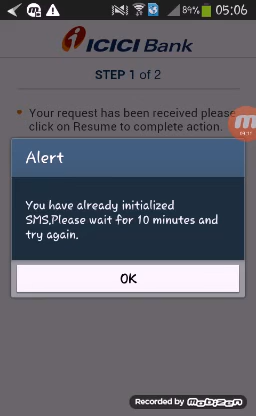 89% 05:06
ICICI Bank
STEP 1 of 2
Your request has been received please
click on Resume to complete action.
Alert
You have already initialized
SMS,Please wait for 10 minutes and
try again.
OK
Recorded by mobizen